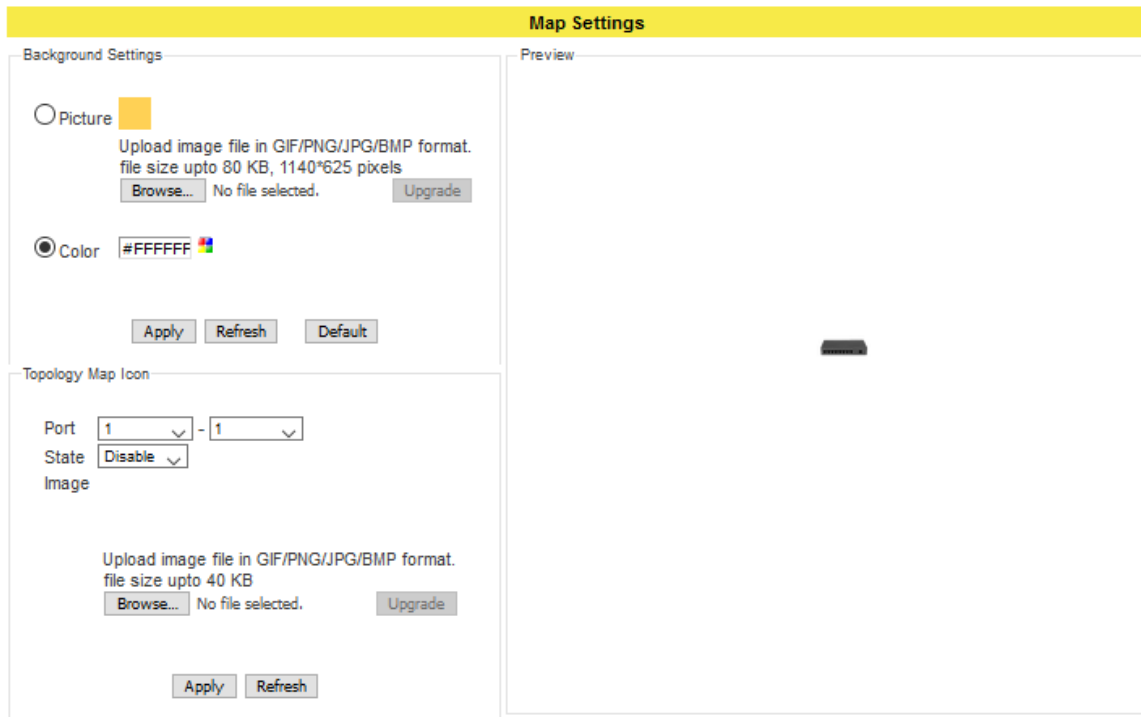 Map Settings
Background Settings
Picture
Upload image file in GIF/PNG/JPG/BMP format.
file size upto 80 KB, 1140*625 pixels
Browse... No file selected. Upgrade
Color #FFFFFF
Apply Refresh Default
Topology Map Icon
Port 1 - 1
State Disable
Image
Upload image file in GIF/PNG/JPG/BMP format.
file size upto 40 KB
Browse... No file selected. Upgrade
Apply Refresh
Preview